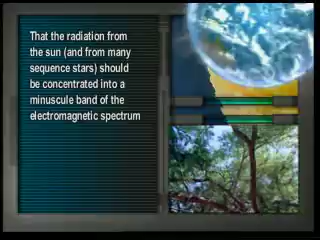 That the radiation from
the sun (and from many
sequence stars) should
be concentrated into a
minuscule band of the
electromagnetic spectrum